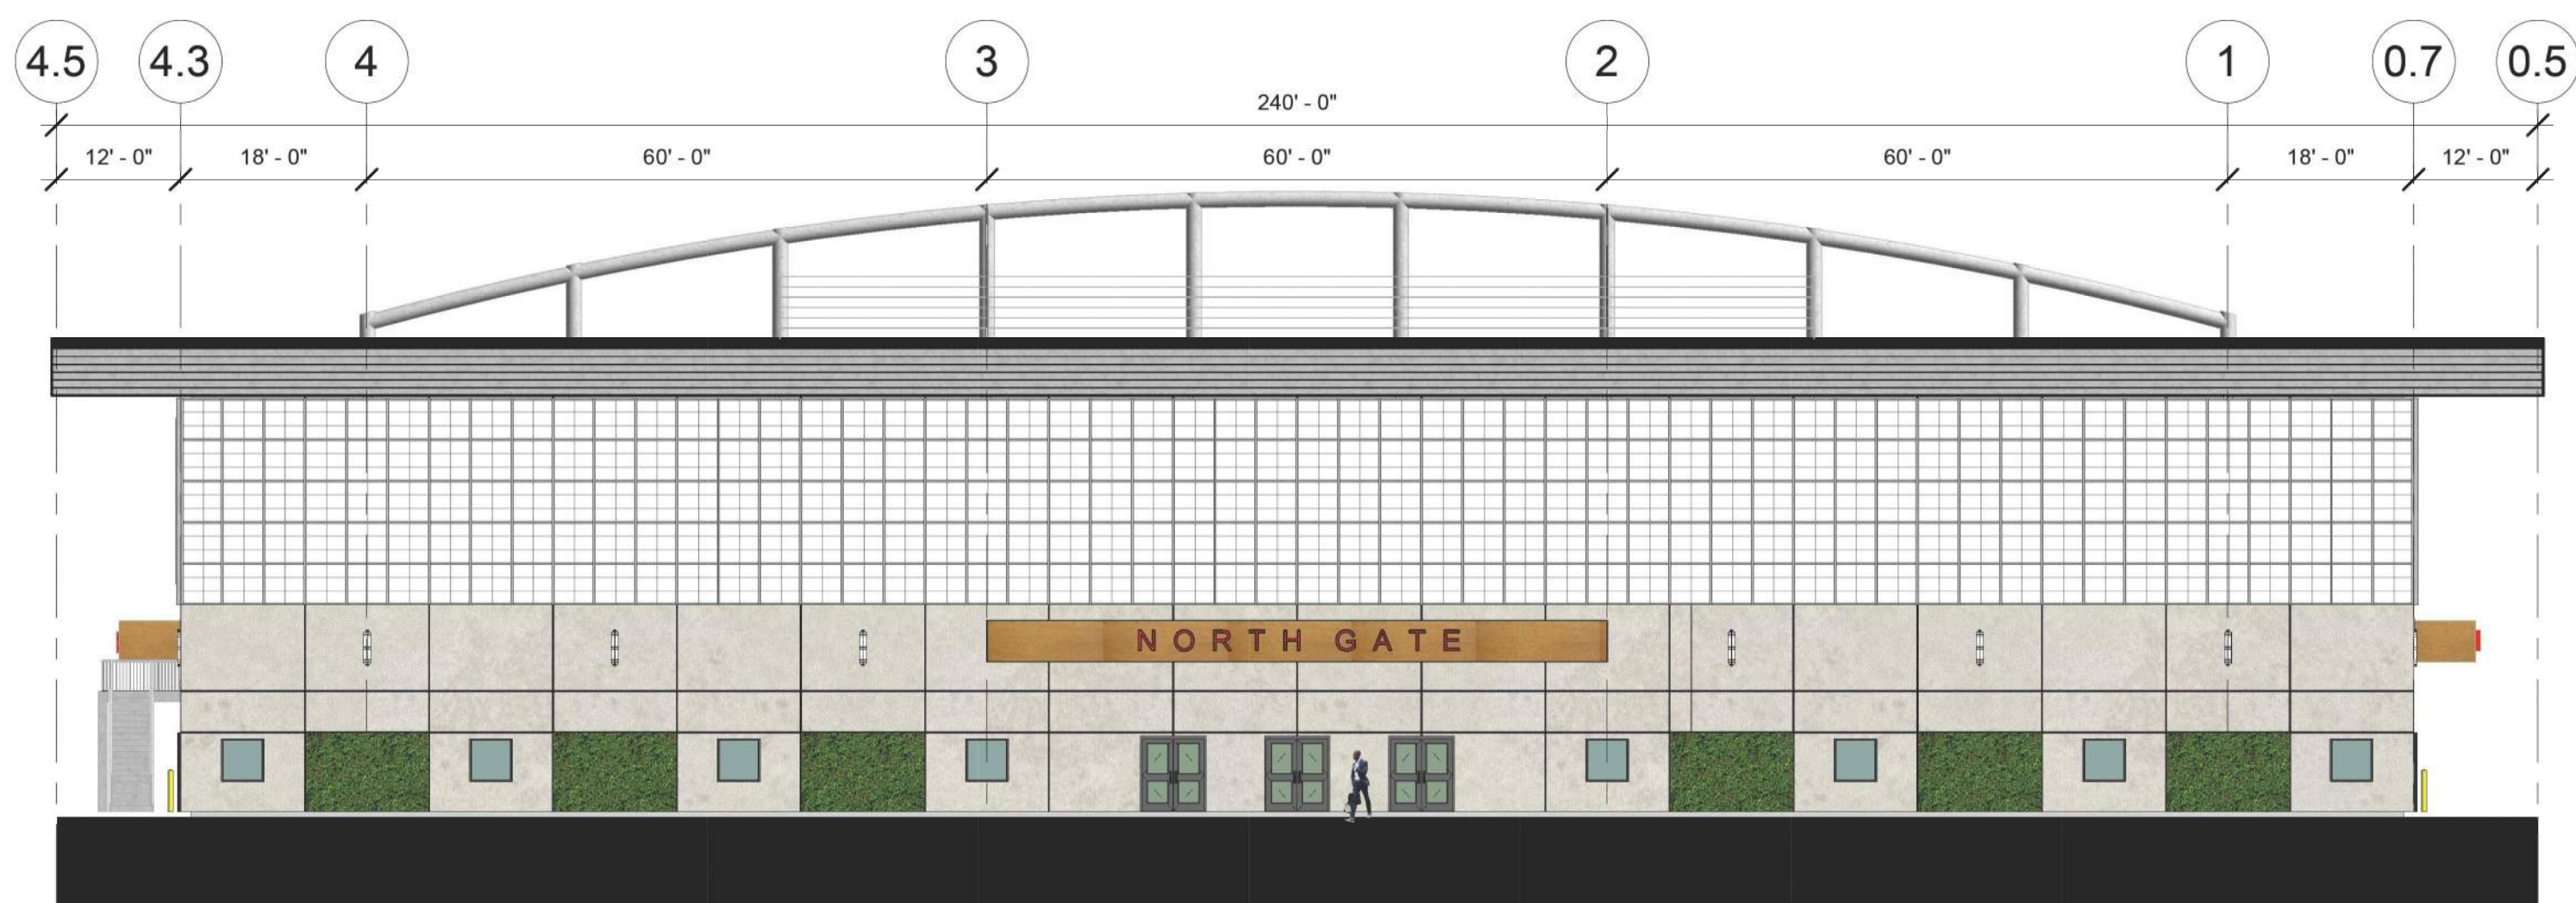 4.5 4.3 4 3 2 1 0.7 0.5
240' - 0"
12' - 0" 18' - 0" 60' - 0" 60' - 0" 60' - 0" 18' - 0" 12' - 0"
NORTH GATE